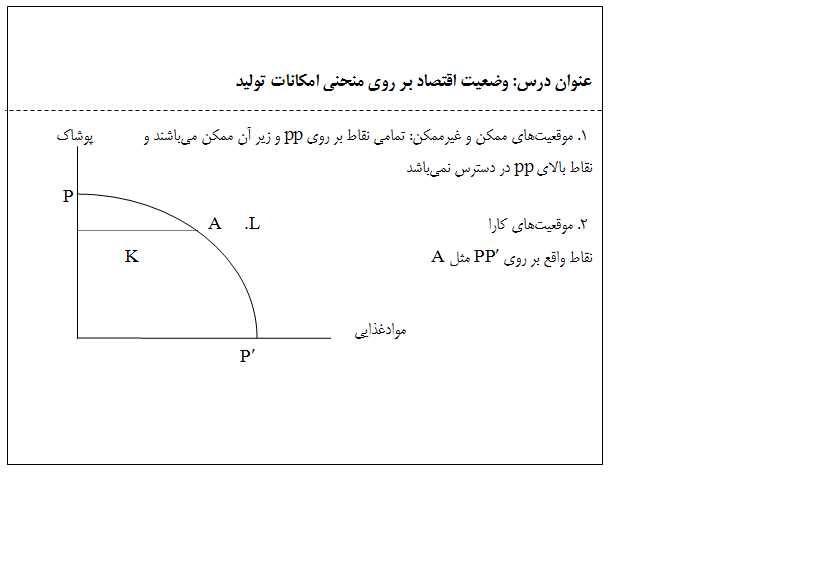 عنوان درس: وضعیت اقتصاد بر روی منحنی امکانات تولید
۱. موقعیت‌های ممکن و غیرممکن: تمامی نقاط بر روی pp و زیر آن ممکن می‌باشند و
نقاط بالای pp در دسترس نمی‌باشد
پوشاک
P
A
.L
K
۲. موقعیت‌های کارا
نقاط واقع بر روی PP′ مثل A
موادغذایی
P′